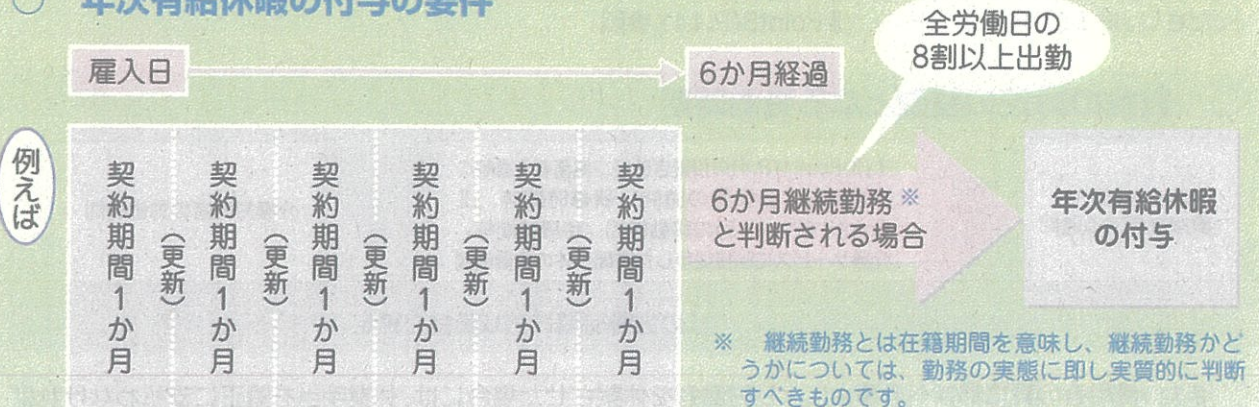 ○ 年次有給休暇の付与の要件
雇入日
6か月経過
全労働日の
8割以上出勤
例えば
契約期間1か月
（更新）
契約期間1か月
（更新）
契約期間1か月
（更新）
契約期間1か月
（更新）
契約期間1か月
（更新）
契約期間1か月
6か月継続勤務※
と判断される場合
年次有給休暇
の付与
※　継続勤務とは在籍期間を意味し、継続勤務かど
うかについては、勤務の実態に即し実質的に判断
すべきものです。